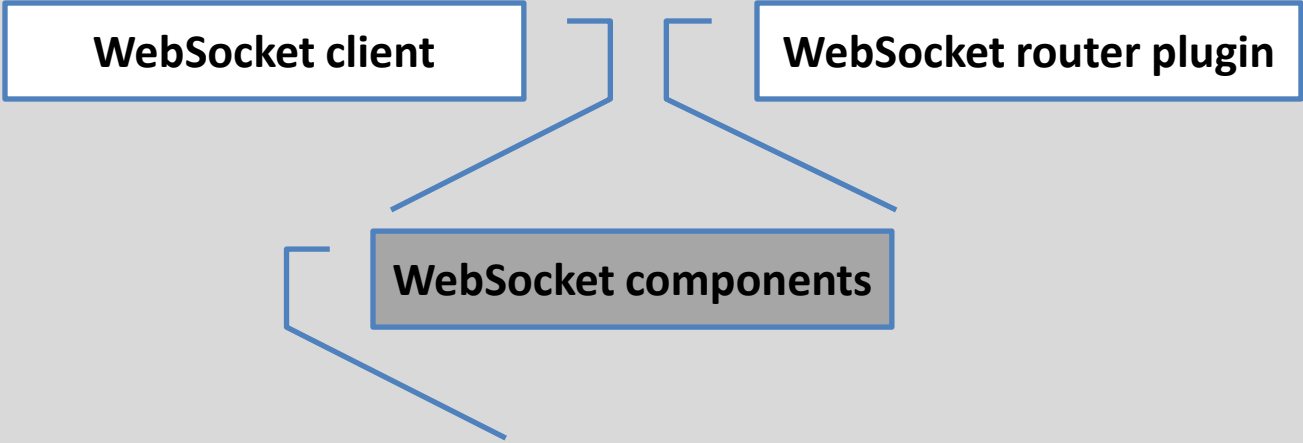 WebSocket client
WebSocket router plugin
WebSocket components